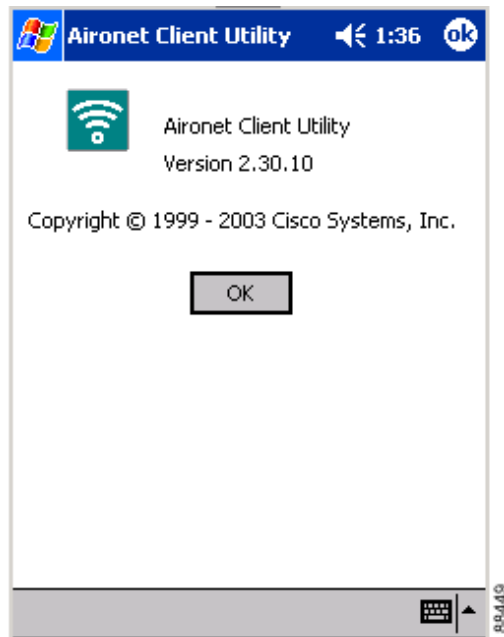 Aironet Client Utility 1:36 ok
Aironet Client Utility
Version 2.30.10
Copyright © 1999 - 2003 Cisco Systems, Inc.
OK
88449